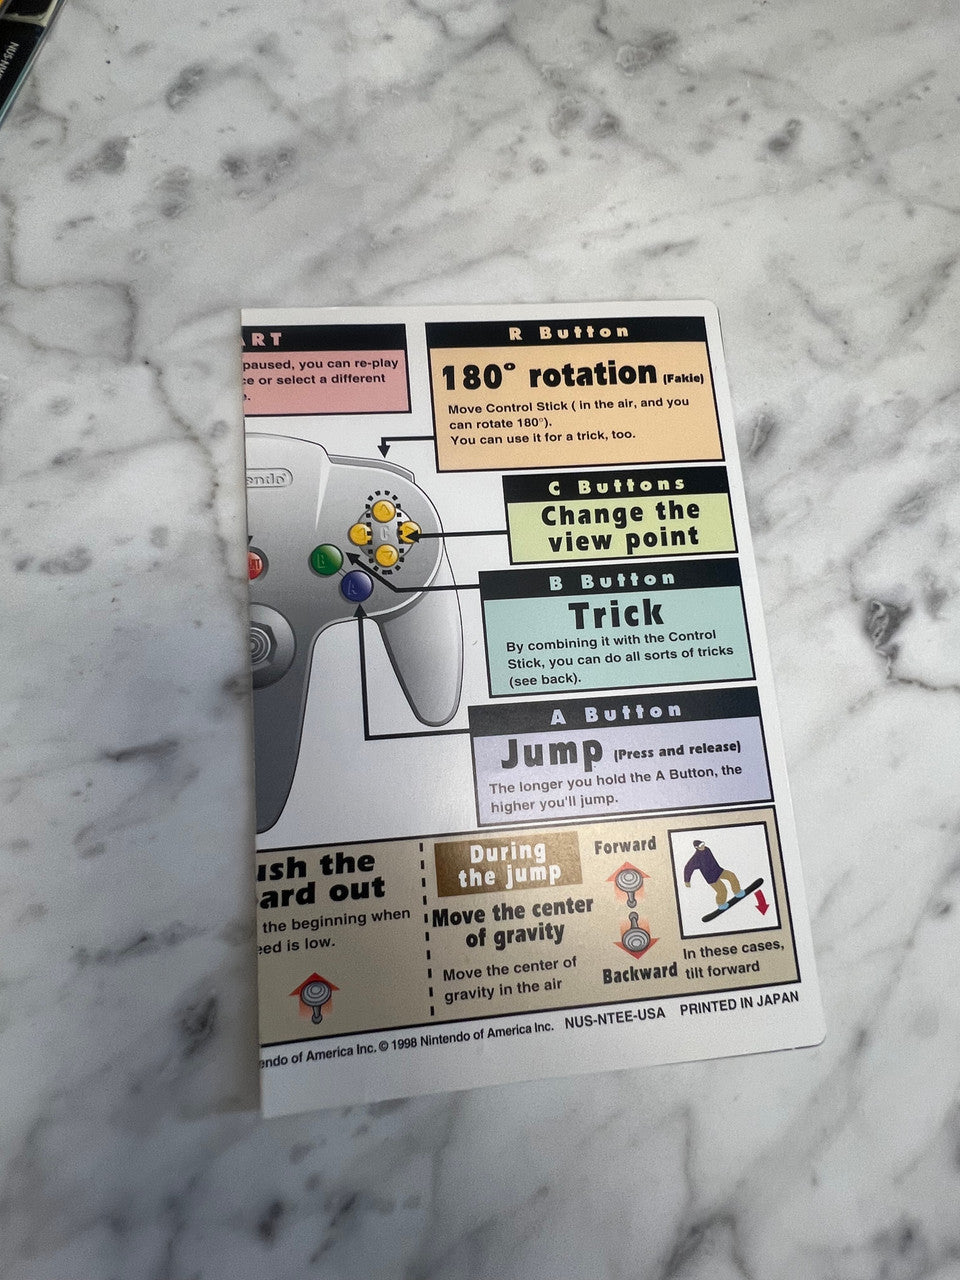 NUS-N
ART
paused, you can re-play
ce or select a different
e.
R Button
180° rotation (Fakie)
Move Control Stick ( in the air, and you
can rotate 180°).
You can use it for a trick, too.
endo®
C Buttons
Change the
view point
C
B Button
Trick
By combining it with the Control
Stick, you can do all sorts of tricks
(see back).
B
A
A Button
Jump (Press and release)
The longer you hold the A Button, the
higher you'll jump.
ush the
ard out
the beginning when
eed is low.
During
the jump
Move the center
of gravity
Move the center of
gravity in the air
Forward
Backward
In these cases,
tilt forward
endo of America Inc. © 1998 Nintendo of America Inc. NUS-NTEE-USA PRINTED IN JAPAN